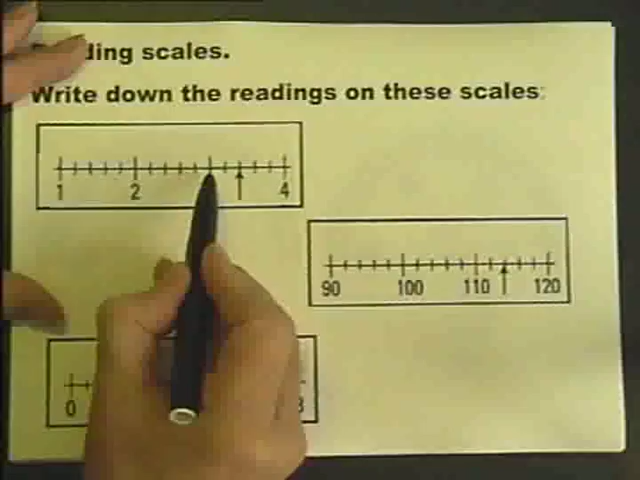 ding scales.
Write down the readings on these scales:
1 2 4
90 100 110 120
0